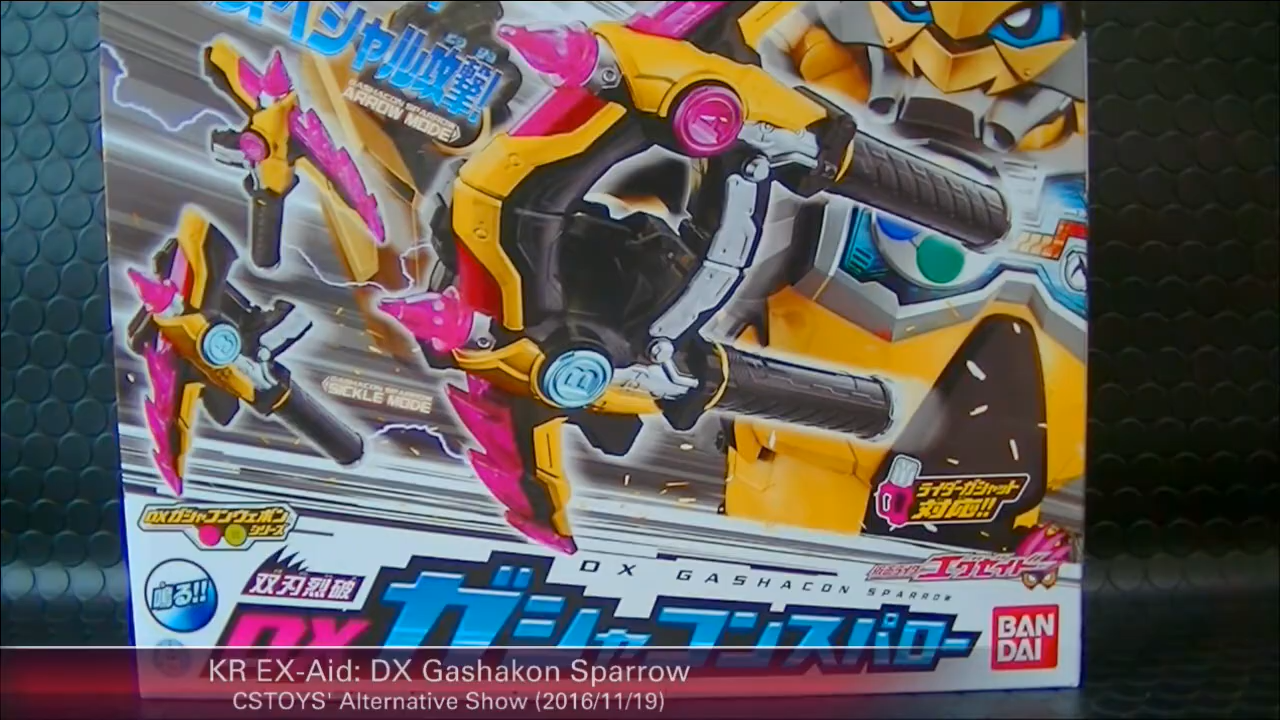 スペシャル攻撃!
GASHACON SPARROW
ARROW MODE
A
B
GASHACON SPARROW
SICKLE MODE
ライダーガシャット
対応!!
DXガシャコンウェポン
シリーズ
鳴る!!
双刃烈破
DX GASHACON SPARROW
仮面ライダー エグゼイド
DX ガシャコンスパロー
BAN
DAI
KR EX-Aid: DX Gashakon Sparrow
CSTOYS' Alternative Show (2016/11/19)